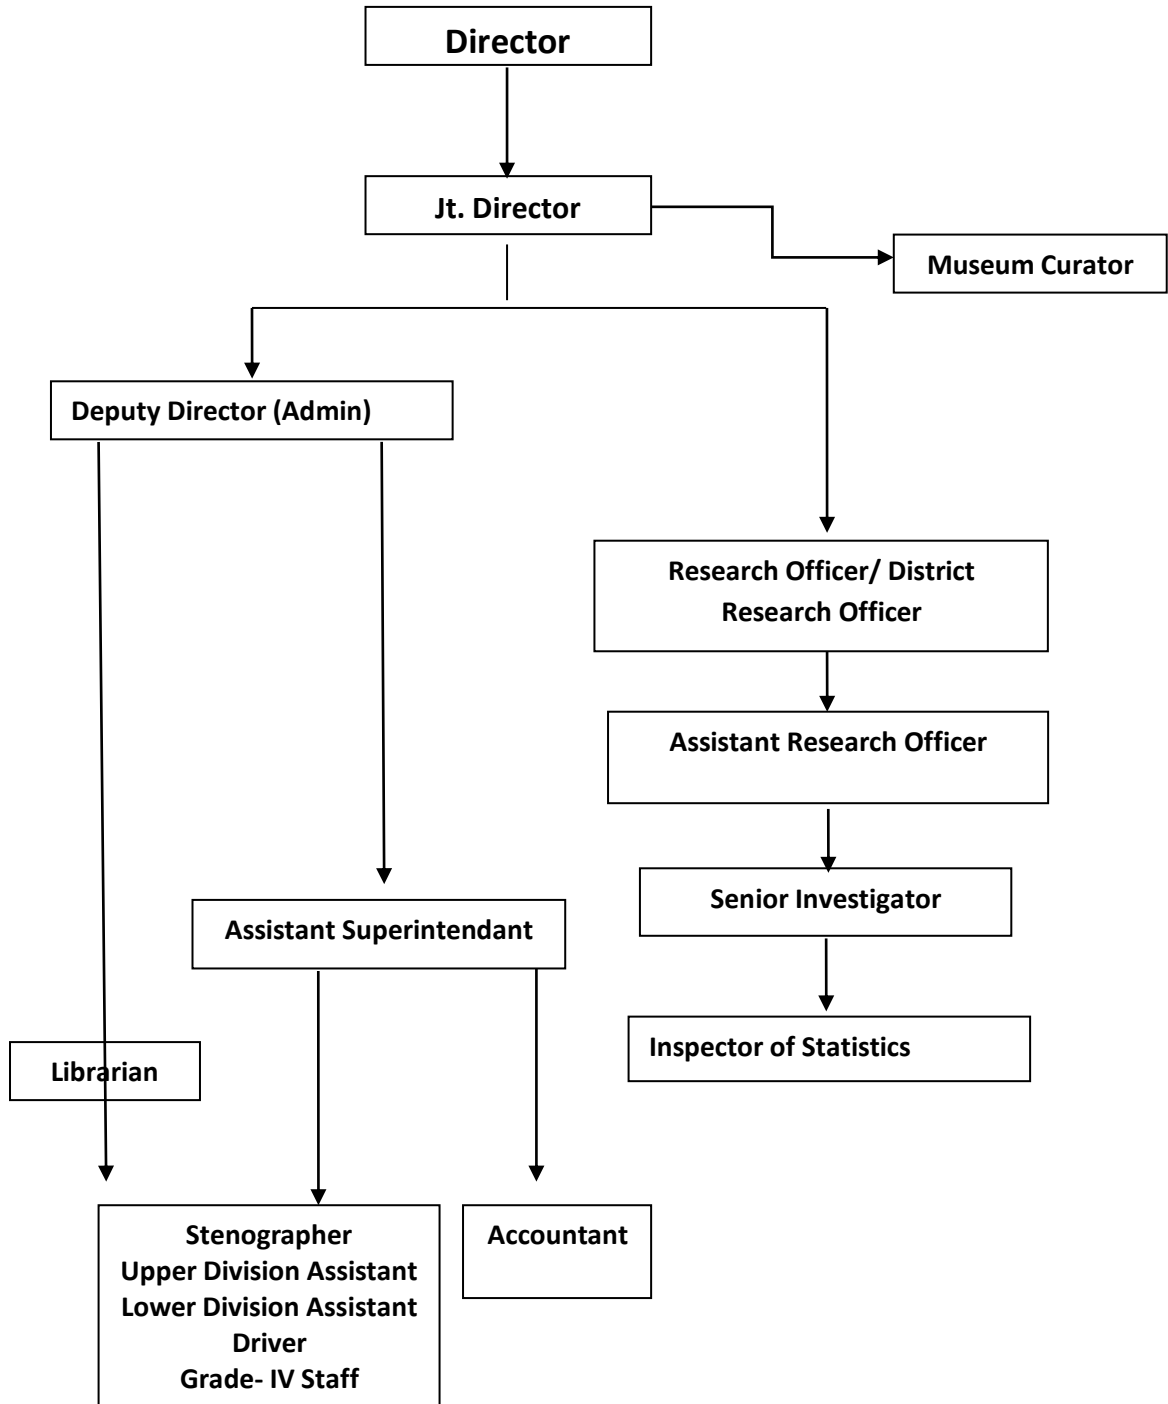 Director
Jt. Director
Museum Curator
Deputy Director (Admin)
Research Officer/ District
Research Officer
Assistant Research Officer
Senior Investigator
Assistant Superintendant
Inspector of Statistics
Librarian
Stenographer
Upper Division Assistant
Lower Division Assistant
Driver
Grade- IV Staff
Accountant